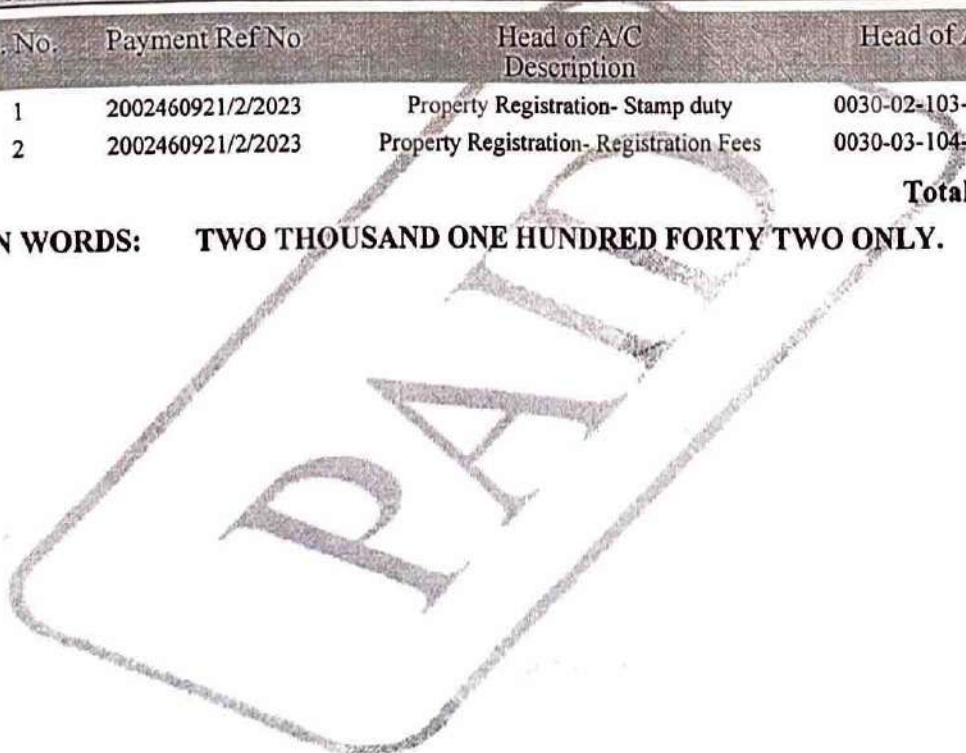 . No. Payment Ref No Head of A/C Description Head of A
1 2002460921/2/2023 Property Registration- Stamp duty 0030-02-103-
2 2002460921/2/2023 Property Registration- Registration Fees 0030-03-104-
Total
N WORDS: TWO THOUSAND ONE HUNDRED FORTY TWO ONLY.
PAID